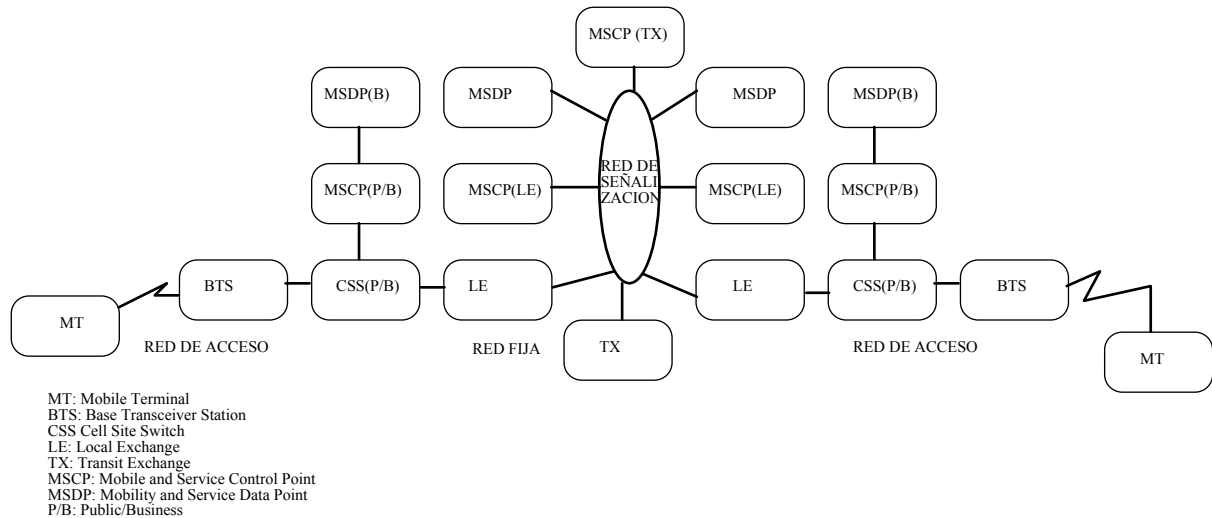 MSCP (TX)
MSDP(B)
MSDP
MSDP
MSDP(B)
MSCP(P/B)
MSCP(LE)
RED DE
SEÑALI
ZACION
MSCP(LE)
MSCP(P/B)
BTS
CSS(P/B)
LE
LE
CSS(P/B)
BTS
MT
RED DE ACCESO
RED FIJA
TX
RED DE ACCESO
MT
MT: Mobile Terminal
BTS: Base Transceiver Station
CSS Cell Site Switch
LE: Local Exchange
TX: Transit Exchange
MSCP: Mobile and Service Control Point
MSDP: Mobility and Service Data Point
P/B: Public/Business